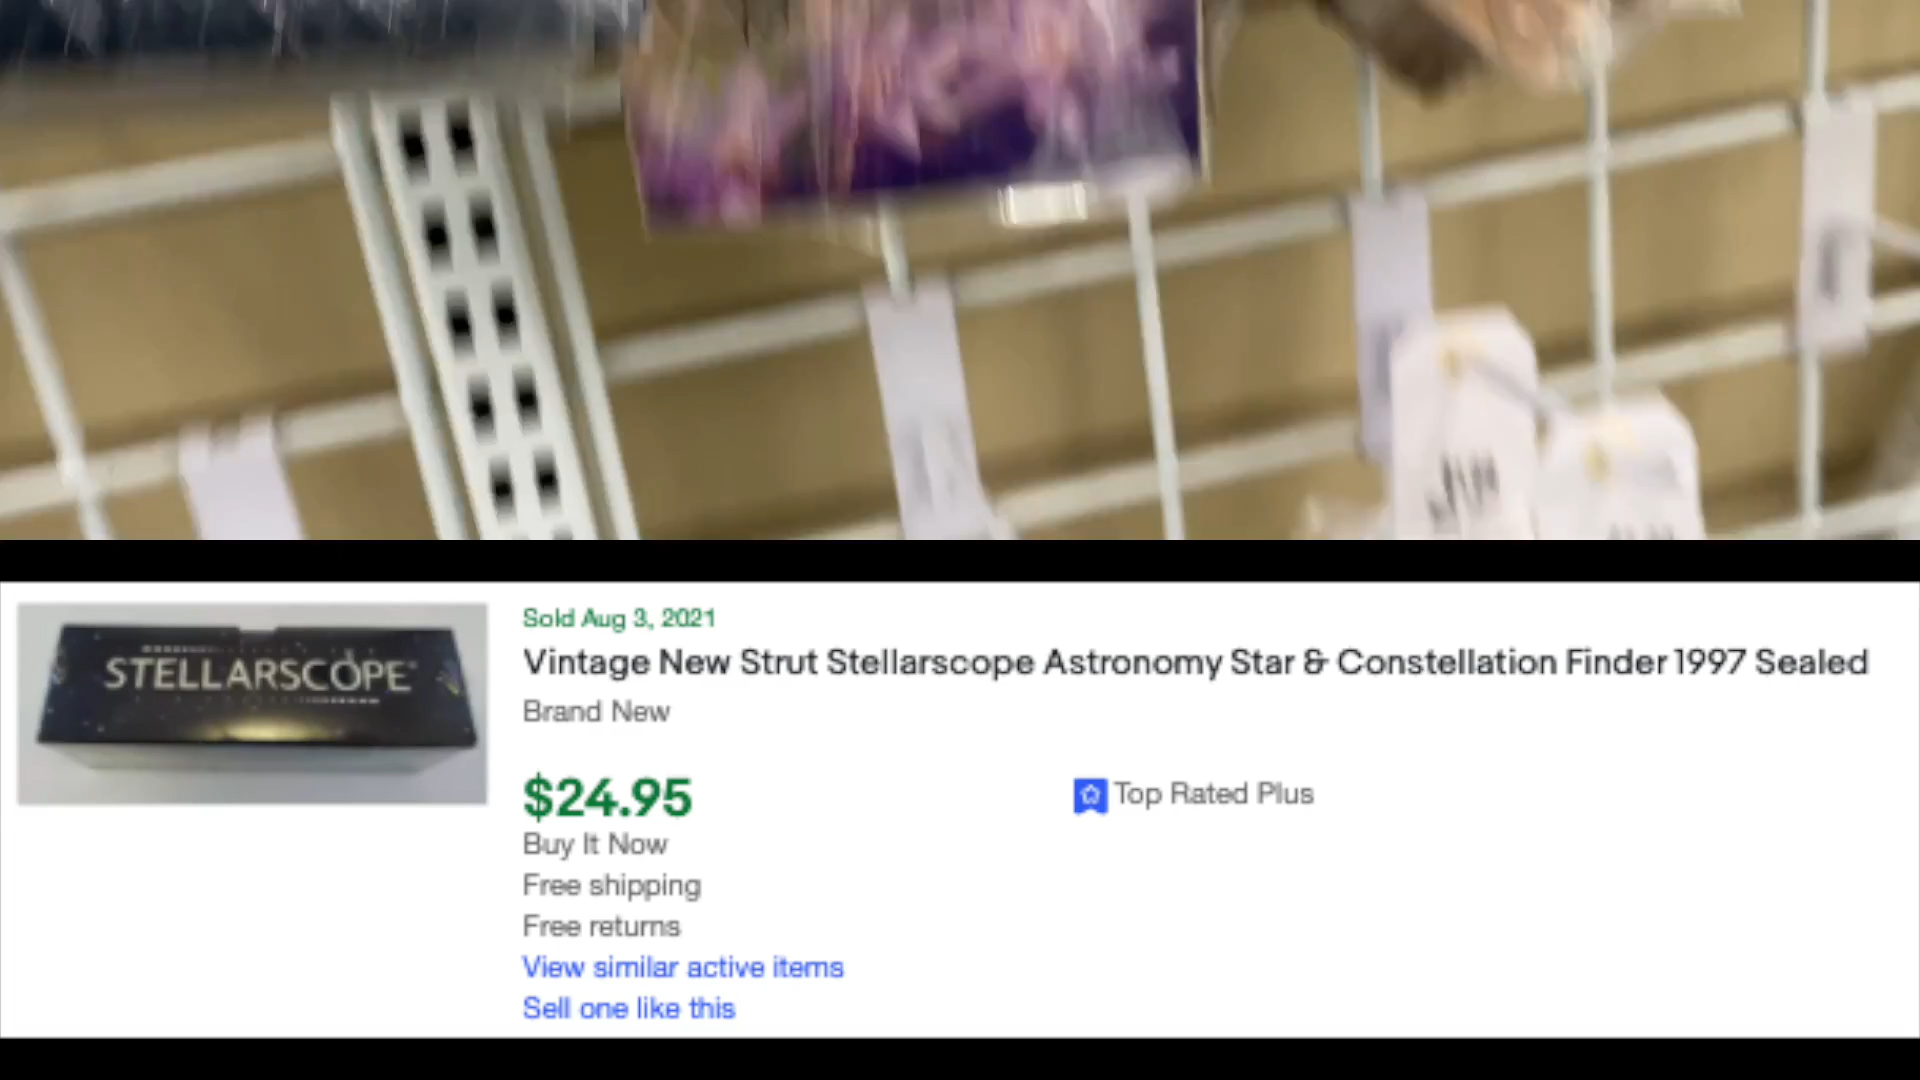 STELLARSCOPE
Sold Aug 3, 2021
Vintage New Strut Stellarscope Astronomy Star & Constellation Finder 1997 Sealed
Brand New
$24.95
Top Rated Plus
Buy It Now
Free shipping
Free returns
View similar active items
Sell one like this